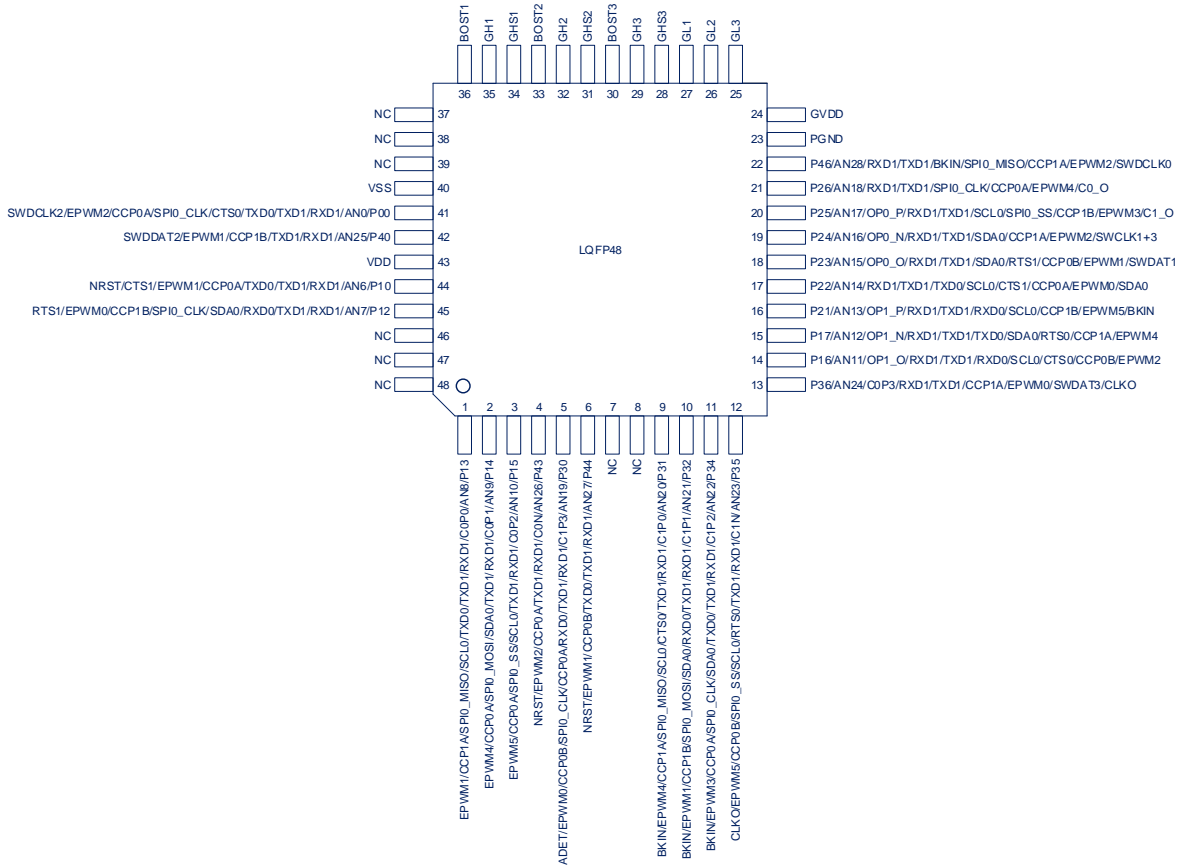 BOST1
GH1
GHS1
BOST2
GH2
GHS2
BOST3
GH3
GHS3
GL1
GL2
GL3
36 35 34 33 32 31 30 29 28 27 26 25
NC 37
NC 38
NC 39
VSS 40
SWDCLK2/EPWM2/CCP0A/SPI0_CLK/CTS0/TXD0/TXD1/RXD1/AN0/P00 41
SWDDAT2/EPWM1/CCP1B/TXD1/RXD1/AN25/P40 42
VDD 43
NRST/CTS1/EPWM1/CCP0A/TXD0/TXD1/RXD1/AN6/P10 44
RTS1/EPWM0/CCP1B/SPI0_CLK/SDA0/RXD0/TXD1/RXD1/AN7/P12 45
NC 46
NC 47
NC 48
LQFP48
24 GVDD
23 PGND
22 P46/AN28/RXD1/TXD1/BKIN/SPI0_MISO/CCP1A/EPWM2/SWDCLK0
21 P26/AN18/RXD1/TXD1/SPI0_CLK/CCP0A/EPWM4/C0_O
20 P25/AN17/OP0_P/RXD1/TXD1/SCL0/SPI0_SS/CCP1B/EPWM3/C1_O
19 P24/AN16/OP0_N/RXD1/TXD1/SDA0/CCP1A/EPWM2/SWCLK1+3
18 P23/AN15/OP0_O/RXD1/TXD1/SDA0/RTS1/CCP0B/EPWM1/SWDAT1
17 P22/AN14/RXD1/TXD1/TXD0/SCL0/CTS1/CCP0A/EPWM0/SDA0
16 P21/AN13/OP1_P/RXD1/TXD1/RXD0/SCL0/CCP1B/EPWM5/BKIN
15 P17/AN12/OP1_N/RXD1/TXD1/TXD0/SDA0/RTS0/CCP1A/EPWM4
14 P16/AN11/OP1_O/RXD1/TXD1/RXD0/SCL0/CTS0/CCP0B/EPWM2
13 P36/AN24/C0P3/RXD1/TXD1/CCP1A/EPWM0/SWDAT3/CLKO
1 2 3 4 5 6 7 8 9 10 11 12
EPWM1/CCP1A/SPI0_MISO/SCL0/TXD0/TXD1/RXD1/C0P0/AN8/P13
EPWM4/CCP0A/SPI0_MOSI/SDA0/TXD1/RXD1/C0P1/AN9/P14
EPWM5/CCP0A/SPI0_SS/SCL0/TXD1/RXD1/C0P2/AN10/P15
NRST/EPWM2/CCP0A/TXD1/RXD1/C0N/AN26/P43
ADET/EPWM0/CCP0B/SPI0_CLK/CCP0A/RXD0/TXD1/RXD1/C1P3/AN19/P30
NRST/EPWM1/CCP0B/TXD0/TXD1/RXD1/AN27/P44
NC
NC
BKIN/EPWM4/CCP1A/SPI0_MISO/SCL0/CTS0/TXD1/RXD1/C1P0/AN20/P31
BKIN/EPWM1/CCP1B/SPI0_MOSI/SDA0/RXD0/TXD1/RXD1/C1P1/AN21/P32
BKIN/EPWM3/CCP0A/SPI0_CLK/SDA0/TXD0/TXD1/RXD1/C1P2/AN22/P34
CLKO/EPWM5/CCP0B/SPI0_SS/SCL0/RTS0/TXD1/RXD1/C1N/AN23/P35